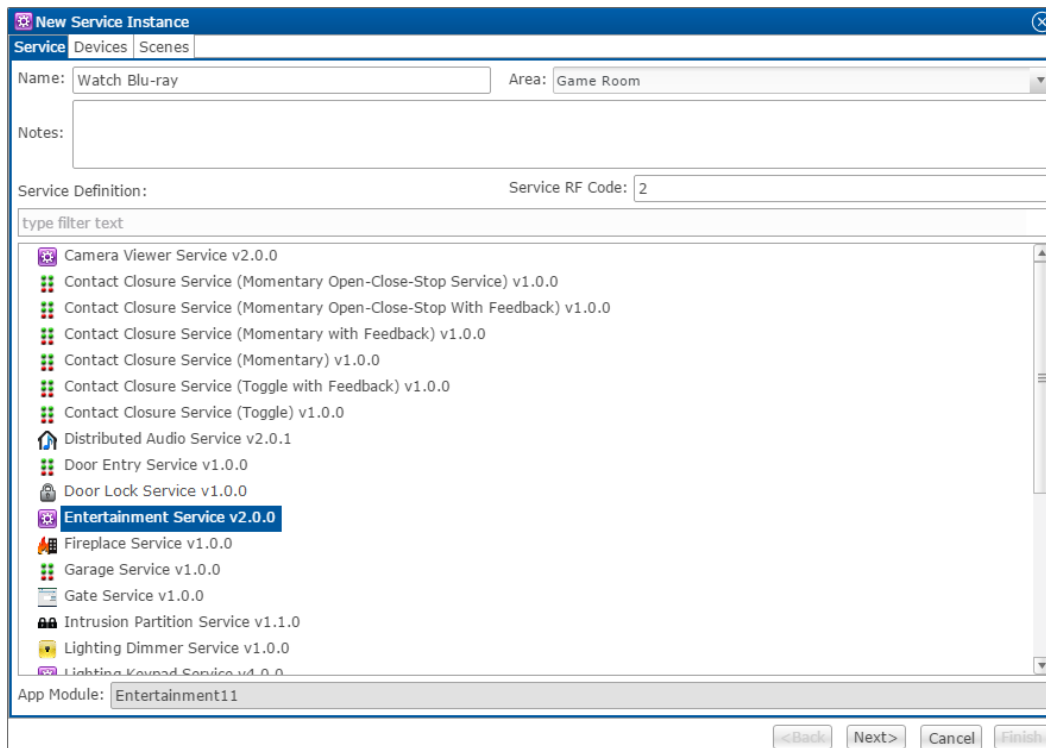 New Service Instance
Service Devices Scenes
Name: Watch Blu-ray Area: Game Room
Notes:
Service Definition: Service RF Code: 2
type filter text
Camera Viewer Service v2.0.0
Contact Closure Service (Momentary Open-Close-Stop Service) v1.0.0
Contact Closure Service (Momentary Open-Close-Stop With Feedback) v1.0.0
Contact Closure Service (Momentary with Feedback) v1.0.0
Contact Closure Service (Momentary) v1.0.0
Contact Closure Service (Toggle with Feedback) v1.0.0
Contact Closure Service (Toggle) v1.0.0
Distributed Audio Service v2.0.1
Door Entry Service v1.0.0
Door Lock Service v1.0.0
Entertainment Service v2.0.0
Fireplace Service v1.0.0
Garage Service v1.0.0
Gate Service v1.0.0
Intrusion Partition Service v1.1.0
Lighting Dimmer Service v1.0.0
Lighting Keypad Service v4.0.0
App Module: Entertainment11
<Back Next> Cancel Finish